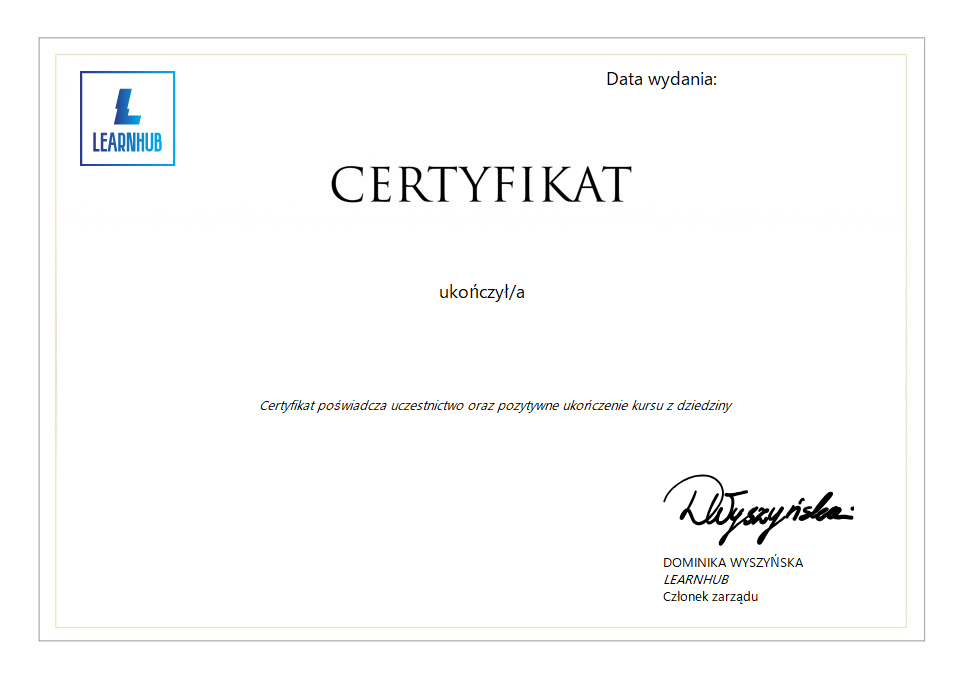 Data wydania:
L
LEARNHUB
CERTYFIKAT
ukończył/a
Certyfikat poświadcza uczestnictwo oraz pozytywne ukończenie kursu z dziedziny
DWyszyńska
DOMINIKA WYSZYŃSKA
LEARNHUB
Członek zarządu